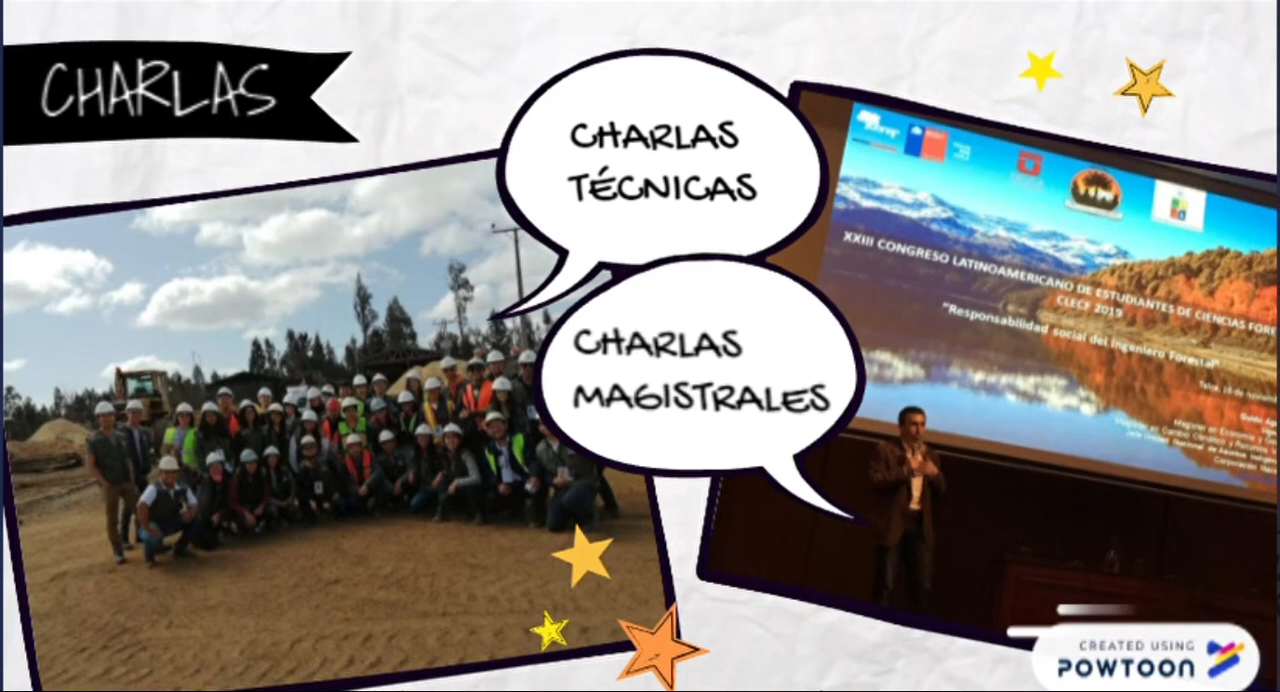 CHARLAS
CHARLAS
TÉCNICAS
CHARLAS
MAGISTRALES
XXIII CONGRESO LATINOAMERICANO DE ESTUDIANTES DE CIENCIAS FORE
CLECF 2019
"Responsabilidad social del Ingeniero Forestal"
CREATED USING
POWTOON